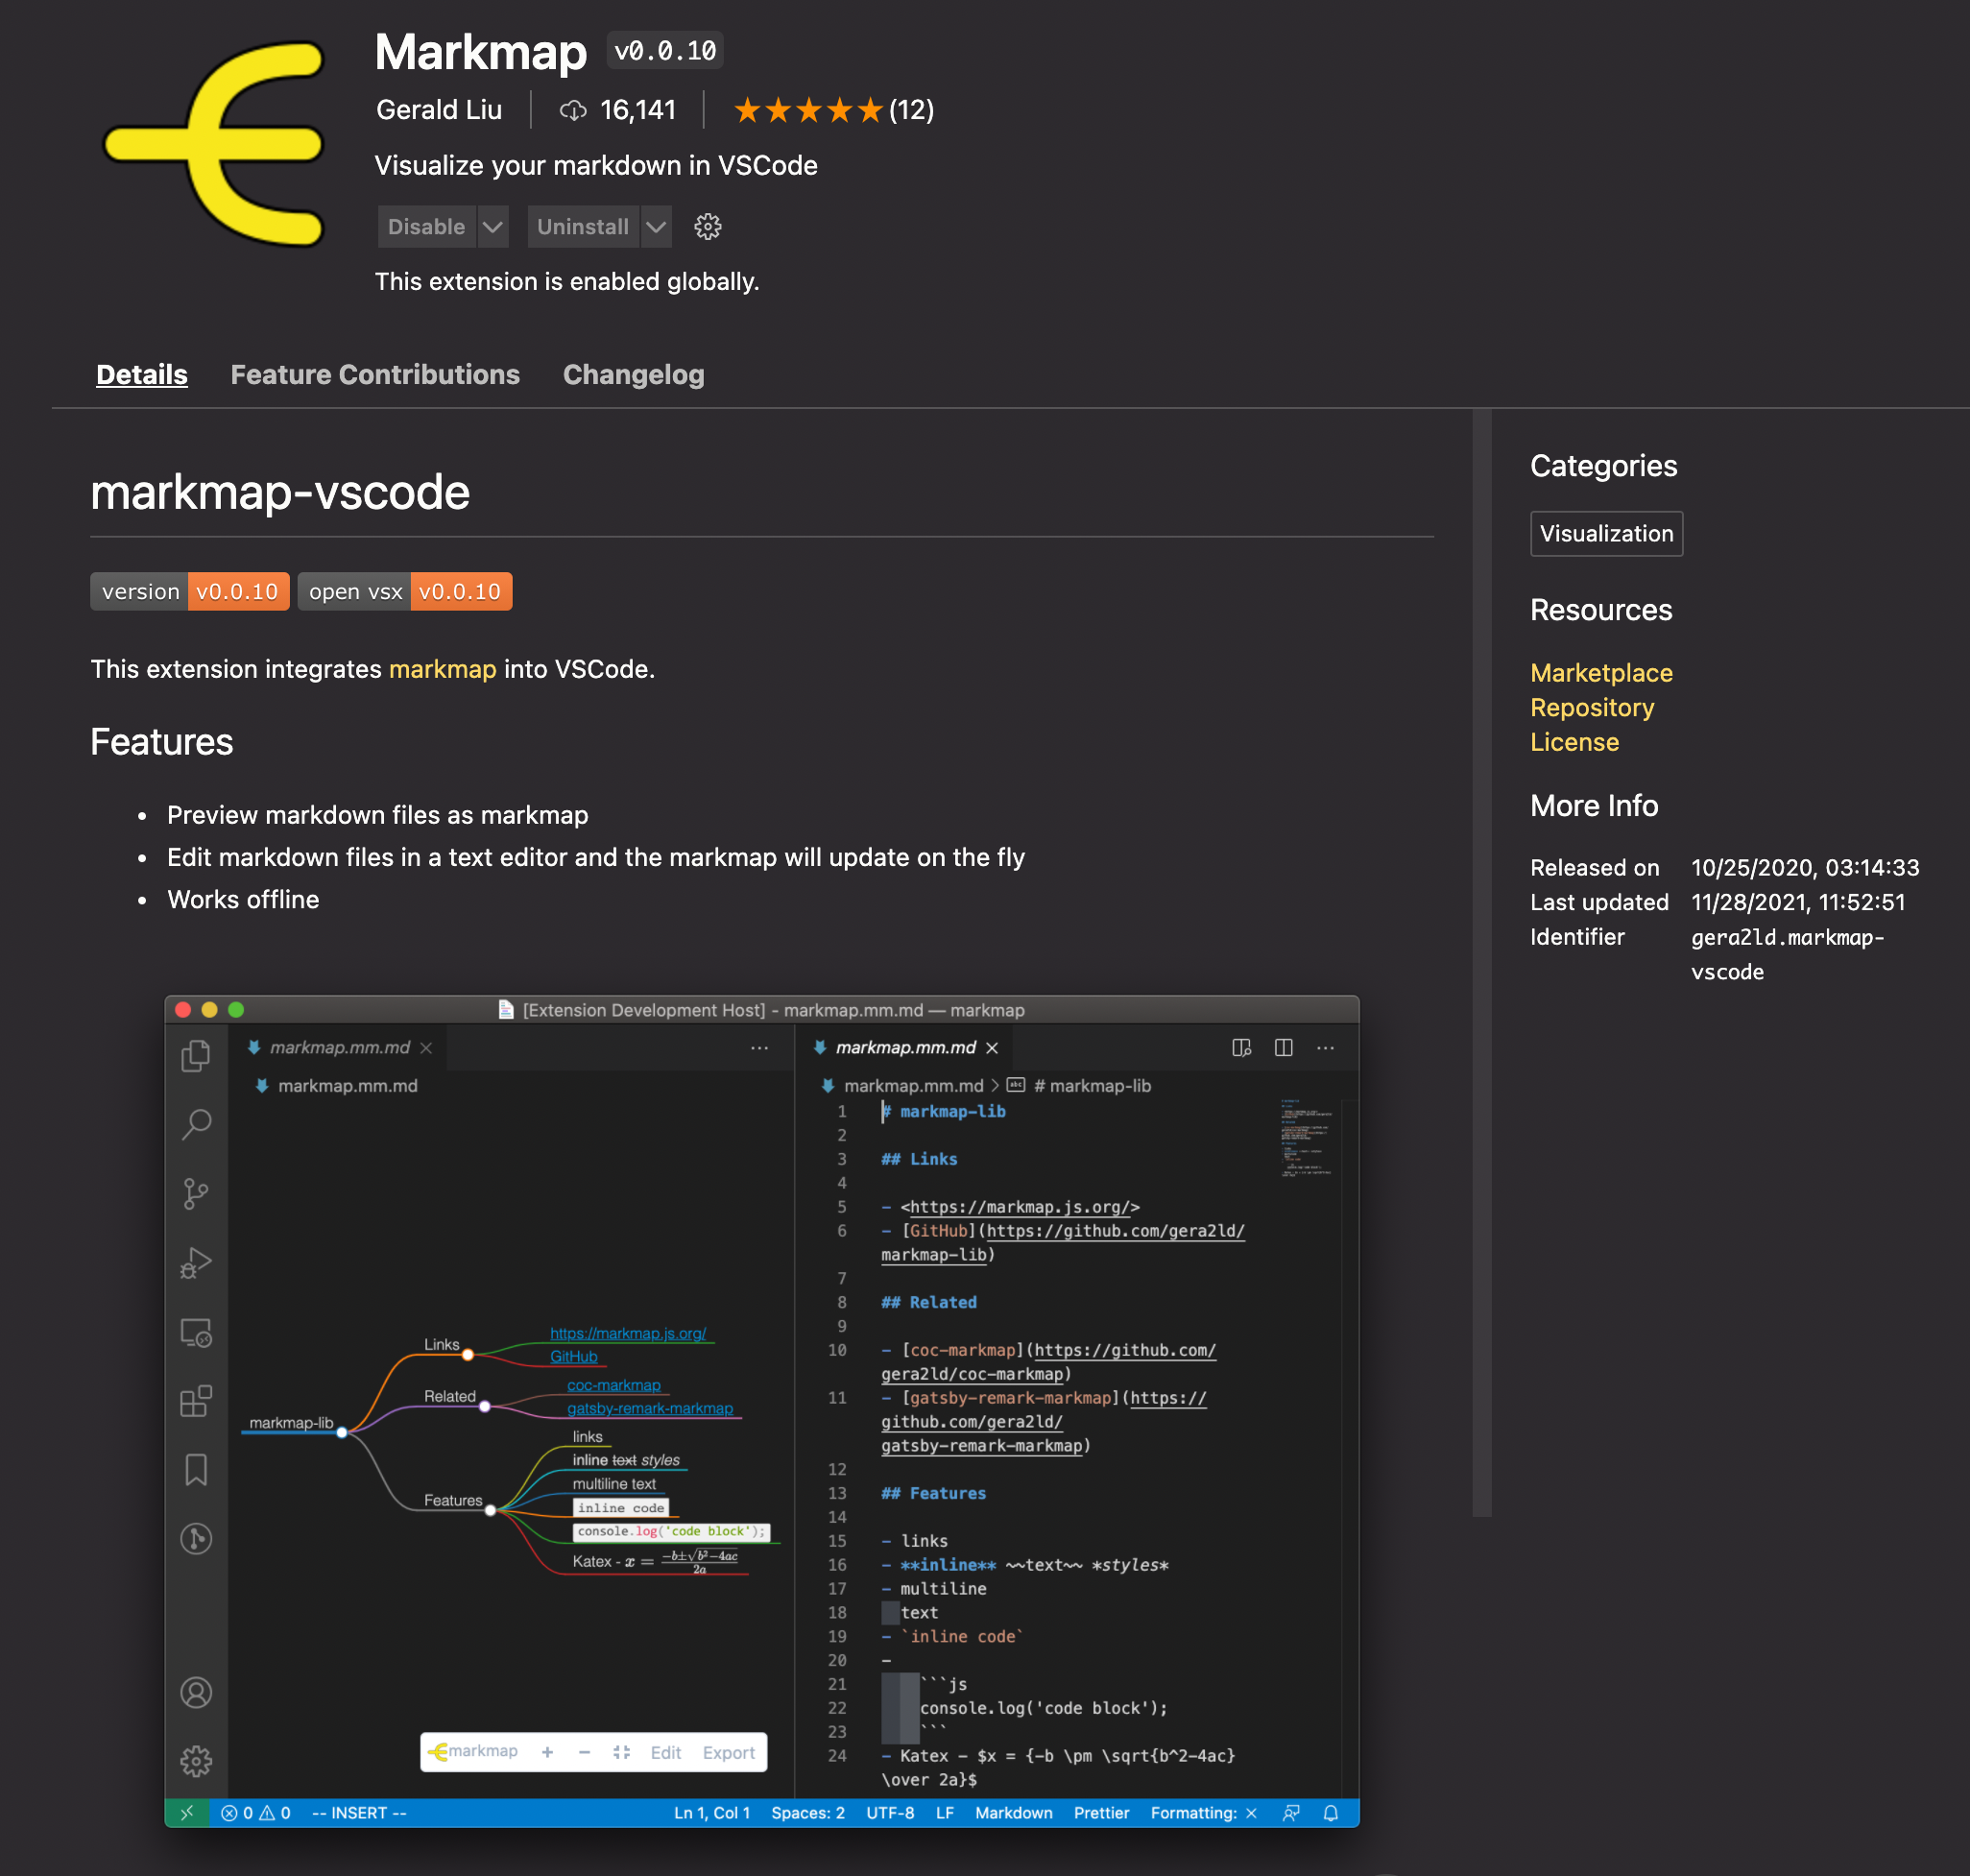 Markmap v0.0.10
Gerald Liu 16,141 ★★★★★(12)
Visualize your markdown in VSCode
Disable Uninstall
This extension is enabled globally.
Details Feature Contributions Changelog
markmap-vscode
version v0.0.10 open vsx v0.0.10
This extension integrates markmap into VSCode.
Features
• Preview markdown files as markmap
• Edit markdown files in a text editor and the markmap will update on the fly
• Works offline
Categories
Visualization
Resources
Marketplace
Repository
License
More Info
Released on 10/25/2020, 03:14:33
Last updated 11/28/2021, 11:52:51
Identifier gera2ld.markmap-
vscode
[Extension Development Host] - markmap.mm.md — markmap
markmap.mm.md
markmap.mm.md
markmap-lib
Links
https://markmap.js.org/
GitHub
Related
coc-markmap
gatsby-remark-markmap
Features
links
inline text styles
multiline text
inline code
console.log('code block');
Katex - x = −b±√b²−4ac / 2a
markmap + − Edit Export
markmap.mm.md
markmap.mm.md > # markmap-lib
1 # markmap-lib
2
3 ## Links
4
5 - <https://markmap.js.org/>
6 - [GitHub](https://github.com/gera2ld/
markmap-lib)
7
8 ## Related
9
10 - [coc-markmap](https://github.com/
gera2ld/coc-markmap)
11 - [gatsby-remark-markmap](https://
github.com/gera2ld/
gatsby-remark-markmap)
12
13 ## Features
14
15 - links
16 - **inline** ~~text~~ *styles*
17 - multiline
18 text
19 - `inline code`
20 -
21 ```js
22 console.log('code block');
23 ```
24 - Katex - $x = {-b \pm \sqrt{b^2-4ac}
\over 2a}$
0 0 -- INSERT -- Ln 1, Col 1 Spaces: 2 UTF-8 LF Markdown Prettier Formatting: ×